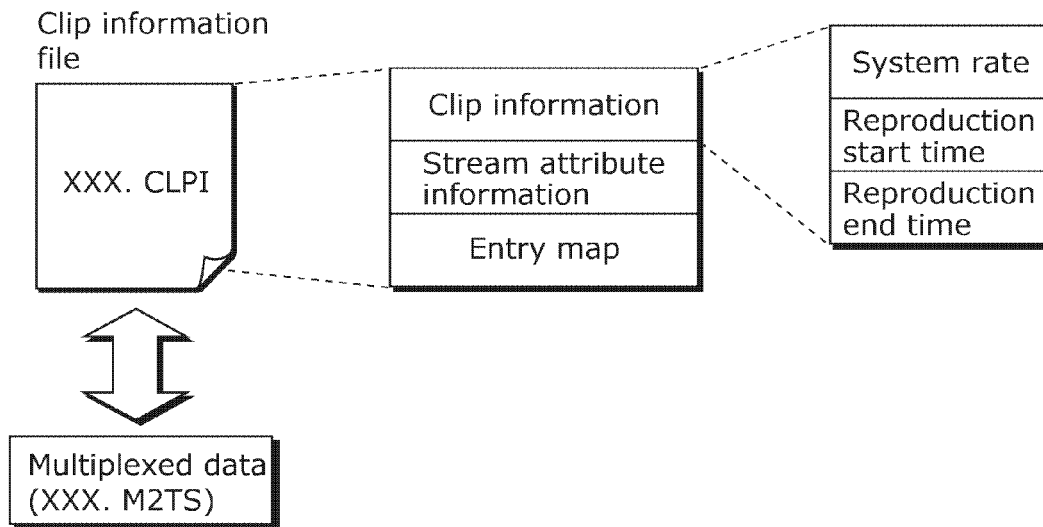 Clip information
file
XXX. CLPI
Multiplexed data
(XXX. M2TS)
Clip information
Stream attribute
information
Entry map
System rate
Reproduction
start time
Reproduction
end time